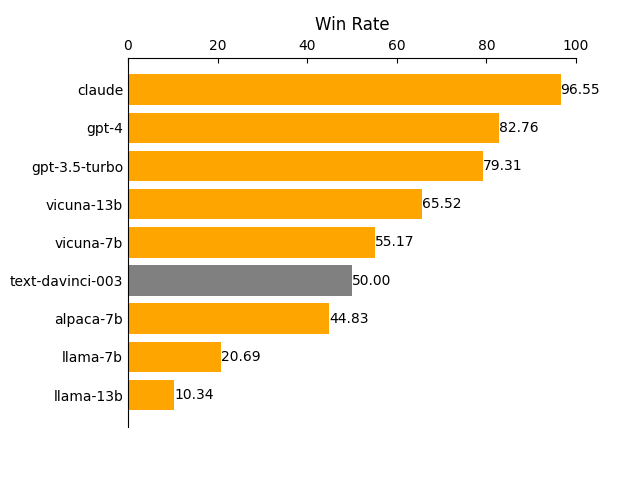 Win Rate
0 20 40 60 80 100
claude 96.55
gpt-4 82.76
gpt-3.5-turbo 79.31
vicuna-13b 65.52
vicuna-7b 55.17
text-davinci-003 50.00
alpaca-7b 44.83
llama-7b 20.69
llama-13b 10.34